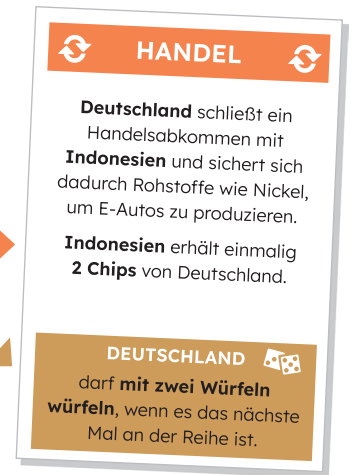 HANDEL
Deutschland schließt ein
Handelsabkommen mit
Indonesien und sichert sich
dadurch Rohstoffe wie Nickel,
um E-Autos zu produzieren.
Indonesien erhält einmalig
2 Chips von Deutschland.
DEUTSCHLAND
darf mit zwei Würfeln
würfeln, wenn es das nächste
Mal an der Reihe ist.